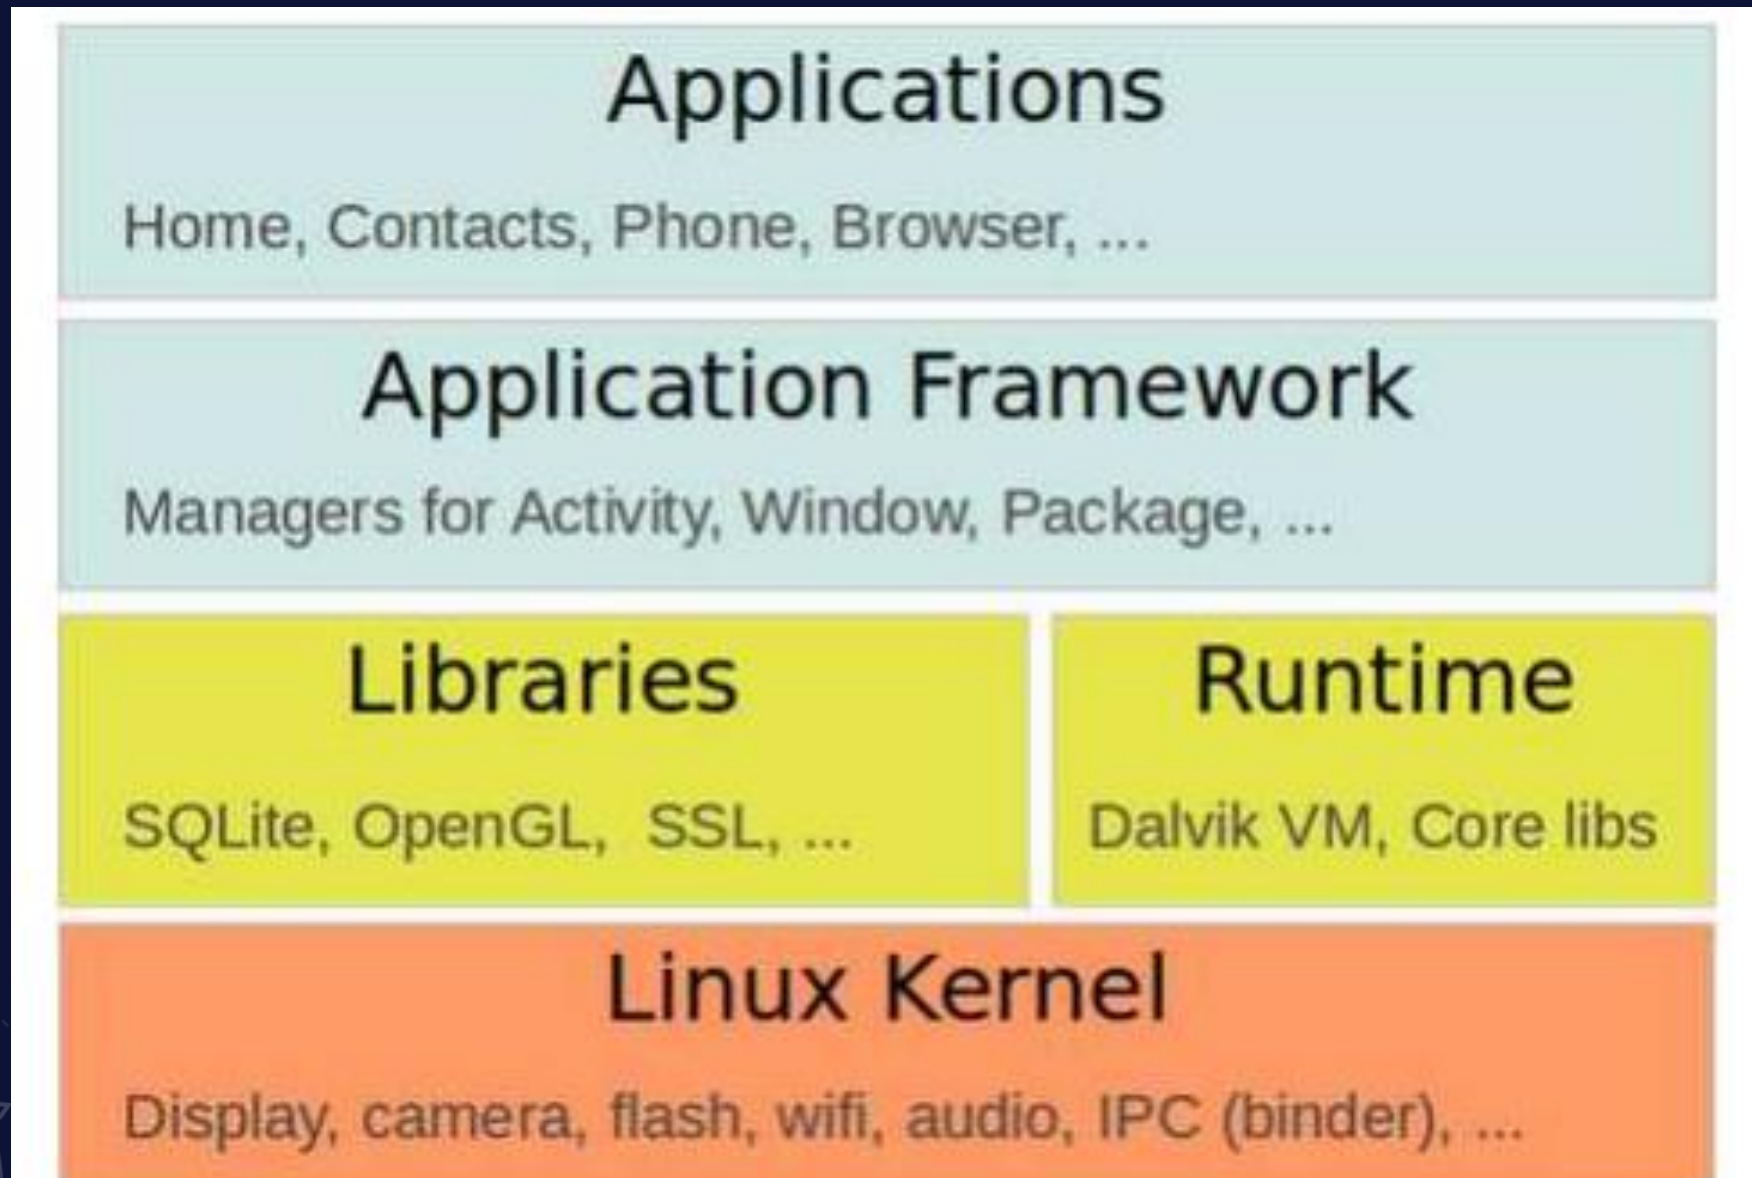 Applications
Home, Contacts, Phone, Browser, ...
Application Framework
Managers for Activity, Window, Package, ...
Libraries
SQLite, OpenGL, SSL, ...
Runtime
Dalvik VM, Core libs
Linux Kernel
Display, camera, flash, wifi, audio, IPC (binder), ...